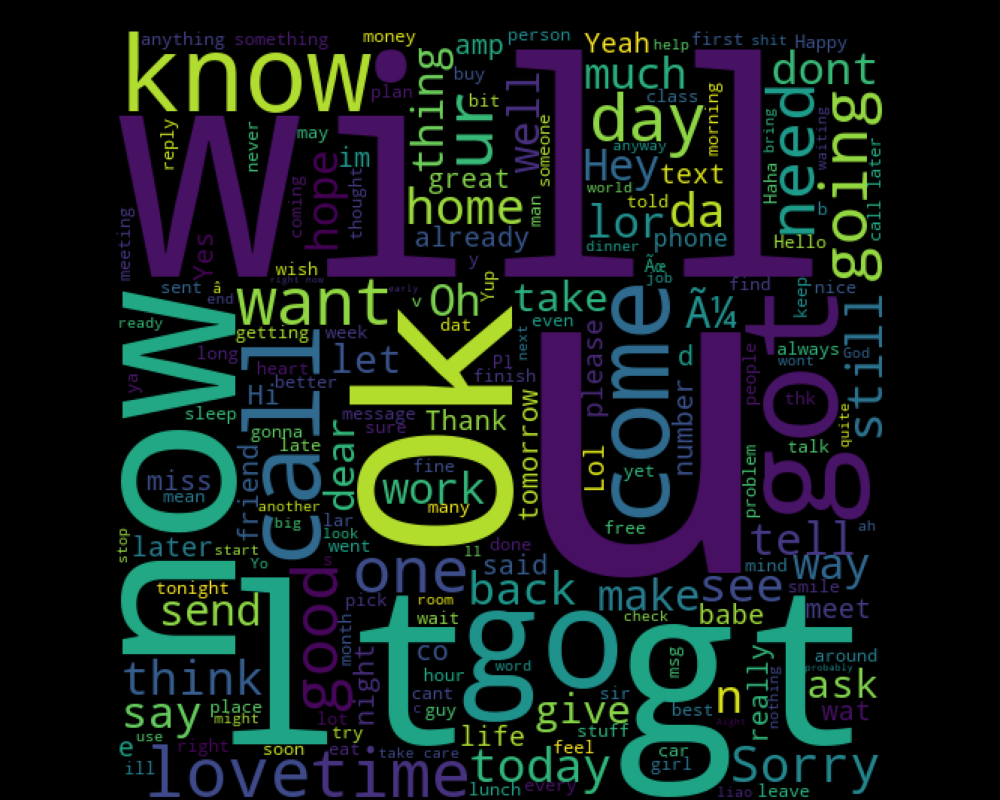 anything something money amp person Yeah help first shit Happy
know plan thing buy bit ur well much class day morning dont need bring waiting going
will reply never may im hope coming thought great someone anyway Hey text world told
home man lor da Haha b call later
meeting Yes already dinner phone Hello
y Ü job
sent â end wish right now early v Oh Yup take find keep nice
want dat even come ü got still
ready now getting week next d always God
long heart let Pl please people wont
ya Hi better finish ok u thk
sleep call message sure Thank number quite
gonna late dear tomorrow Lol talk
miss friend fine work yet problem
mean another many
stop big lar look free tell ah
later start went ll done
Yo s one said mind way
tonight send good pick room back make see smile
month wait check babe meet
lt gt go
think night co word msg really around probably
hour sir nothing ask
say place might lot cant c guy give best n Aight wat
e use right try life stuff
soon eat take care feel car
ill love time today girl Sorry
lunch every liao leave